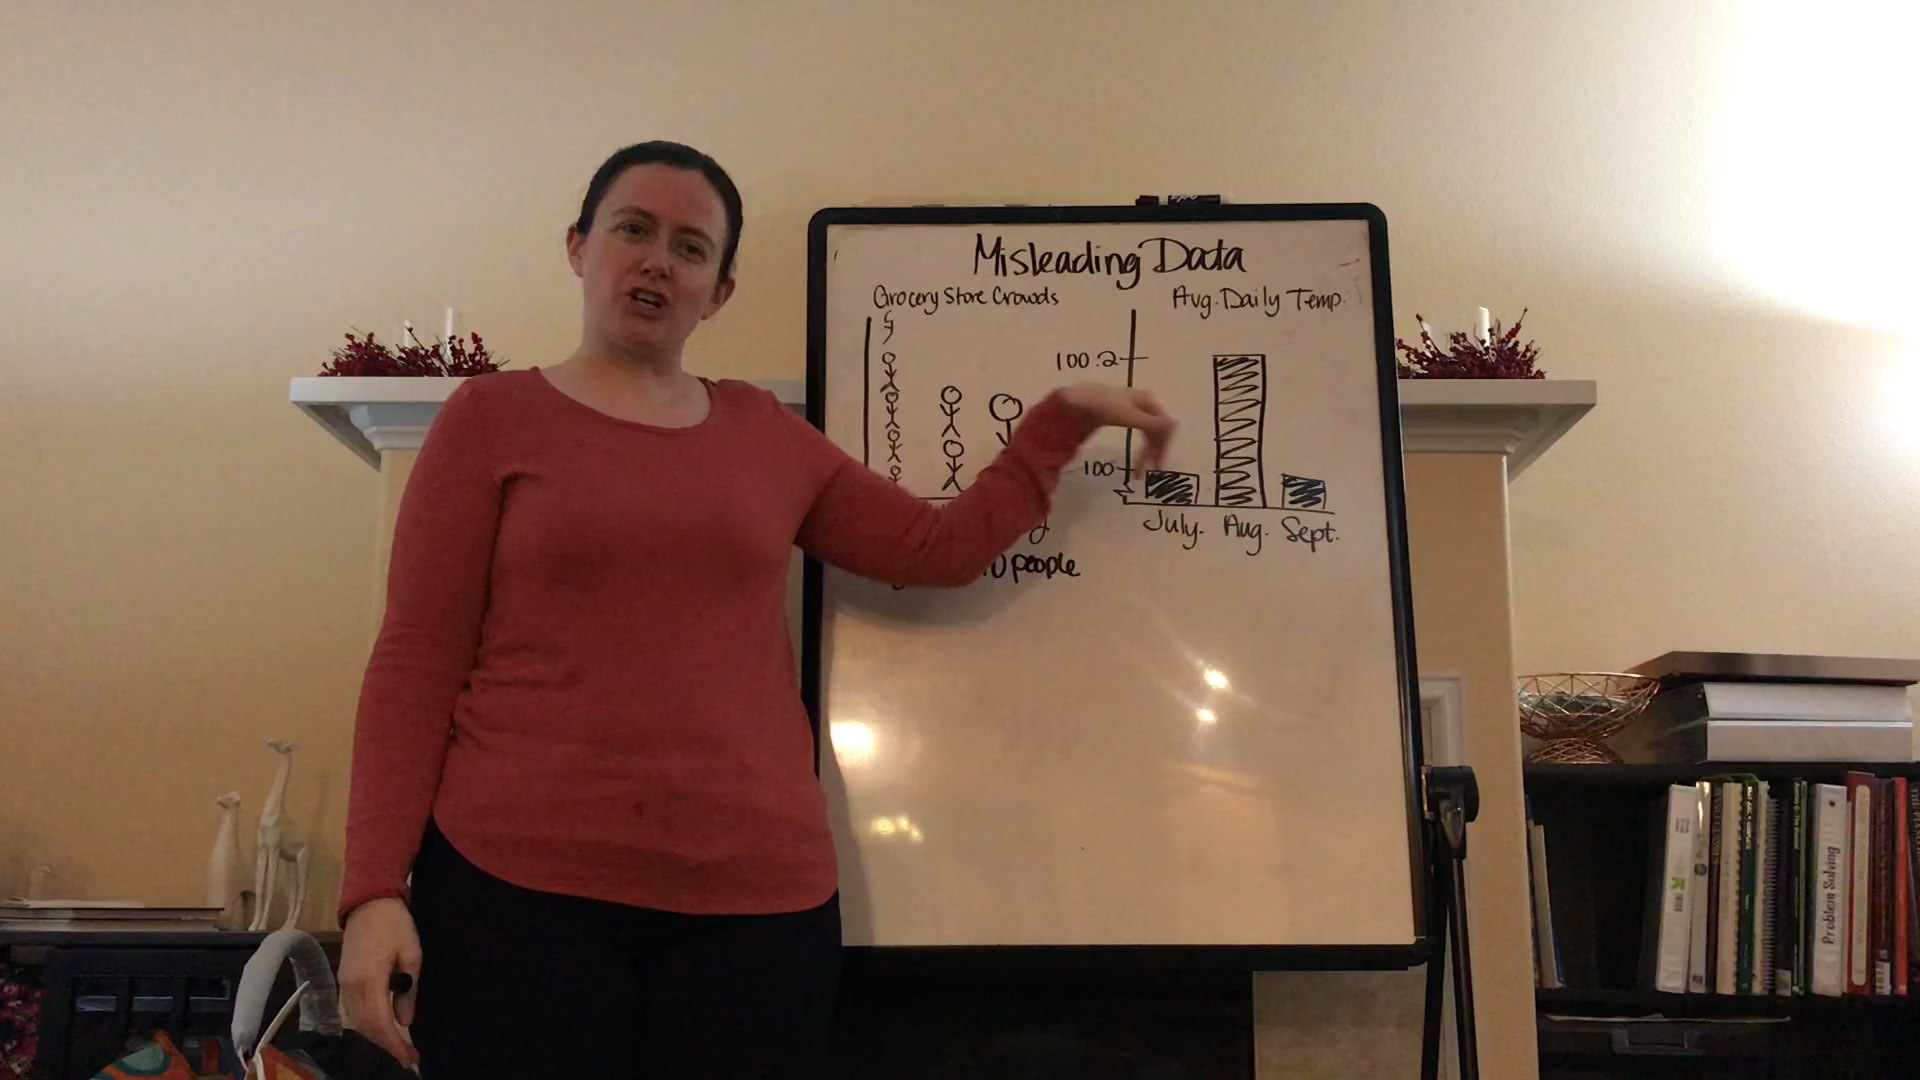 Misleading Data
Grocery Store Crowds
Avg. Daily Temp.
100.2
100
July. Aug. Sept.
people
Problem Solving